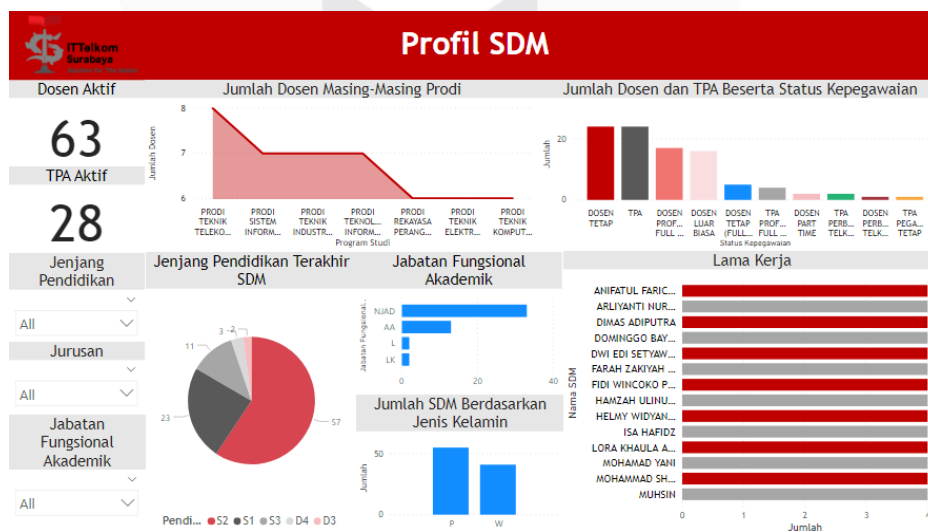 ITTelkom
Surabaya
Profil SDM
Dosen Aktif
63
TPA Aktif
28
Jenjang
Pendidikan
All
Jurusan
All
Jabatan
Fungsional
Akademik
All
Jumlah Dosen Masing-Masing Prodi
Jumlah Dosen
8
7
6
PRODI TEKNIK TELEKO...
PRODI SISTEM INFORM...
PRODI TEKNIK INDUSTR...
PRODI TEKNOL... INFORM...
PRODI REKAYASA PERANG...
PRODI TEKNIK ELEKTR...
PRODI TEKNIK KOMPUT...
Program Studi
Jumlah Dosen dan TPA Beserta Status Kepegawaian
Jumlah
20
0
DOSEN TETAP
TPA
DOSEN PROF... FULL ...
DOSEN LUAR BIASA
DOSEN TETAP (FULL...
TPA PROF... FULL ...
DOSEN PART TIME
TPA PERB... TELK...
DOSEN PERB... TELK...
TPA PEGA... TETAP
Status Kepegawaian
Jenjang Pendidikan Terakhir
SDM
3
2
11
23
57
Pendi...
S2
S1
S3
D4
D3
Jabatan Fungsional
Akademik
Jabatan Fungsional...
NJAD
AA
L
LK
0
20
40
Jumlah SDM Berdasarkan
Jenis Kelamin
Jumlah
50
0
P
W
Lama Kerja
Nama SDM
ANIFATUL FARIC...
ARLIYANTI NUR...
DIMAS ADIPUTRA
DOMINGGO BAY...
DWI EDI SETYAW...
FARAH ZAKIYAH ...
FIDI WINCOKO P...
HAMZAH ULINU...
HELMY WIDYAN...
ISA HAFIDZ
LORA KHAULA A...
MOHAMAD YANI
MOHAMMAD SH...
MUHSIN
0
1
2
3
4
Jumlah